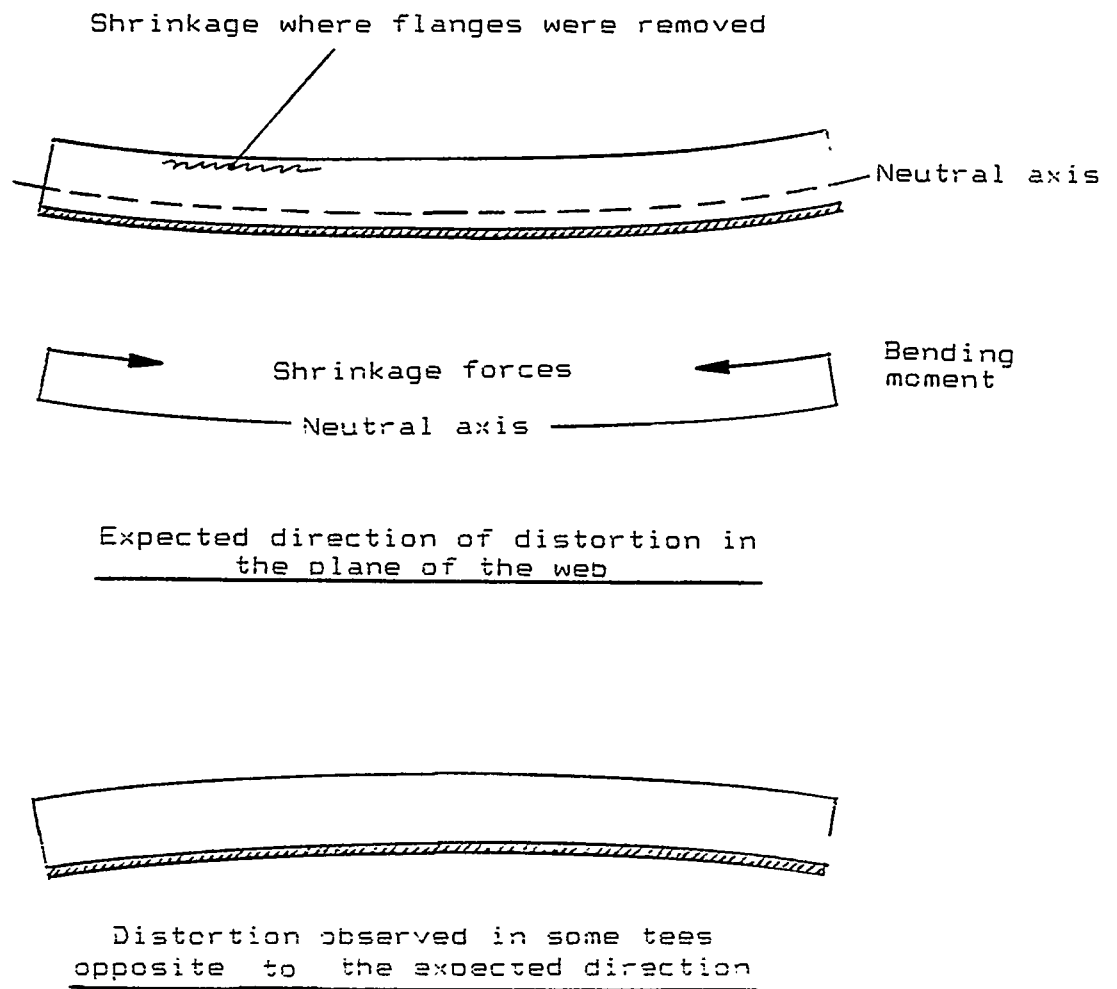 Shrinkage where flanges were removed
Neutral axis
Shrinkage forces
Bending
moment
Neutral axis
Expected direction of distortion in
the plane of the web
Distortion observed in some tees
opposite to the expected direction